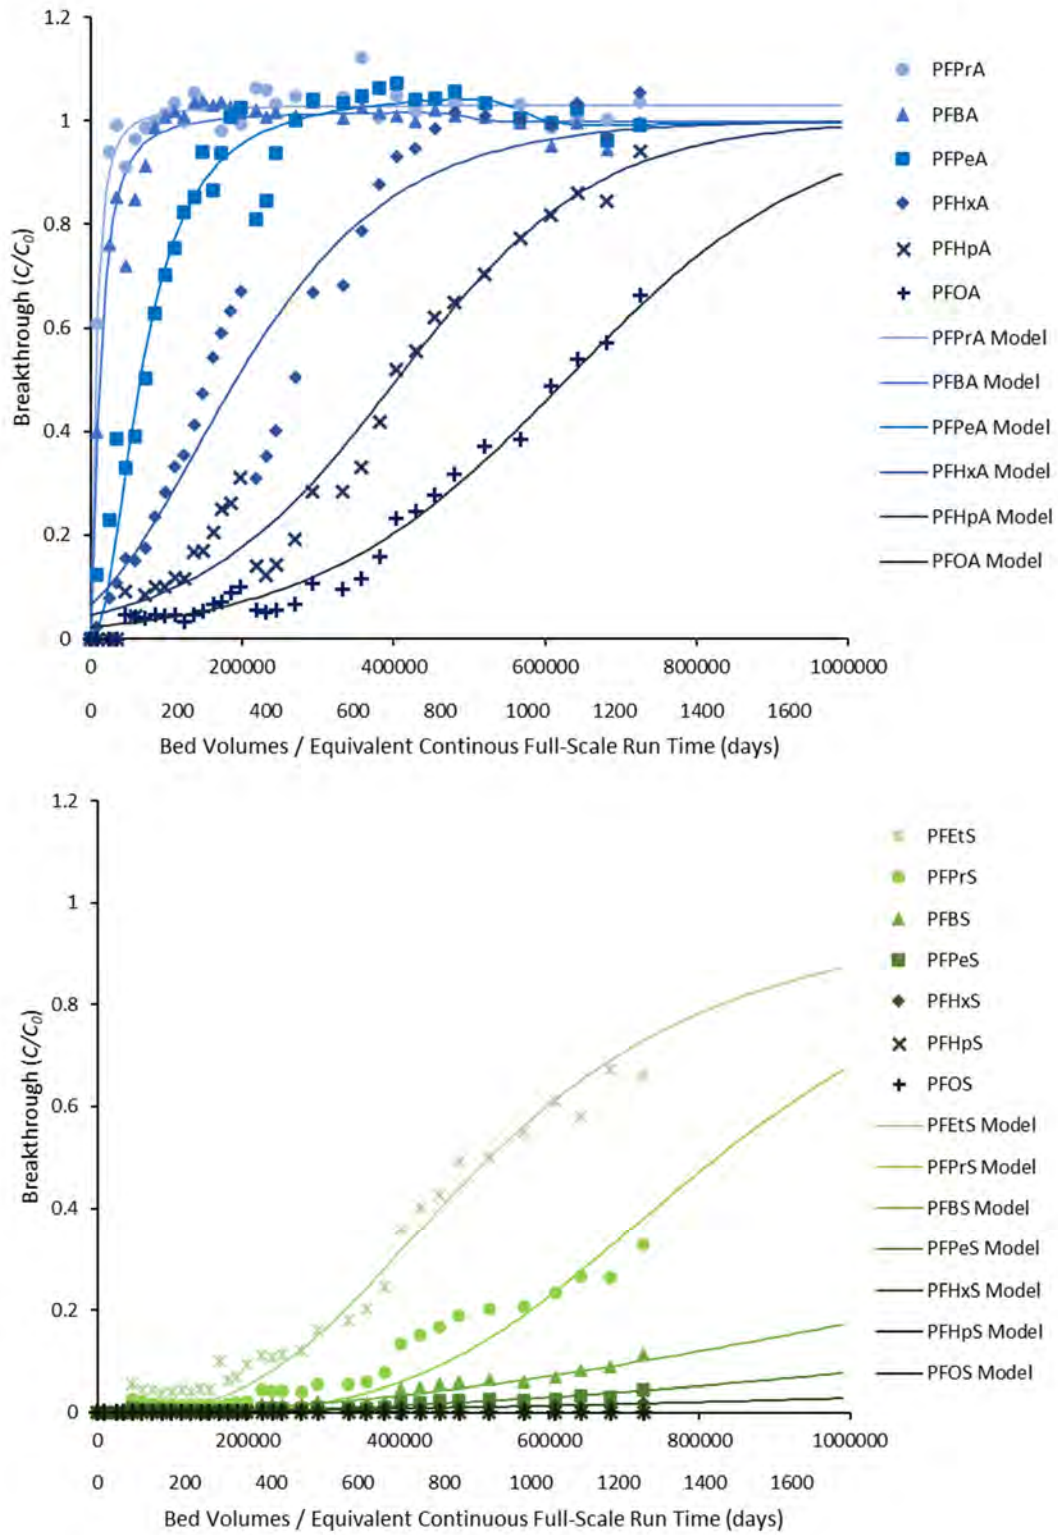 1.2
1
0.8
0.6
0.4
0.2
0
Breakthrough (C/C0)
0 200000 400000 600000 800000 1000000
0 200 400 600 800 1000 1200 1400 1600
Bed Volumes / Equivalent Continous Full-Scale Run Time (days)
PFPrA
PFBA
PFPeA
PFHxA
PFHpA
PFOA
PFPrA Model
PFBA Model
PFPeA Model
PFHxA Model
PFHpA Model
PFOA Model
1.2
1
0.8
0.6
0.4
0.2
0
Breakthrough (C/C0)
0 200000 400000 600000 800000 1000000
0 200 400 600 800 1000 1200 1400 1600
Bed Volumes / Equivalent Continuous Full-Scale Run Time (days)
PFEtS
PFPrS
PFBS
PFPeS
PFHxS
PFHpS
PFOS
PFEtS Model
PFPrS Model
PFBS Model
PFPeS Model
PFHxS Model
PFHpS Model
PFOS Model